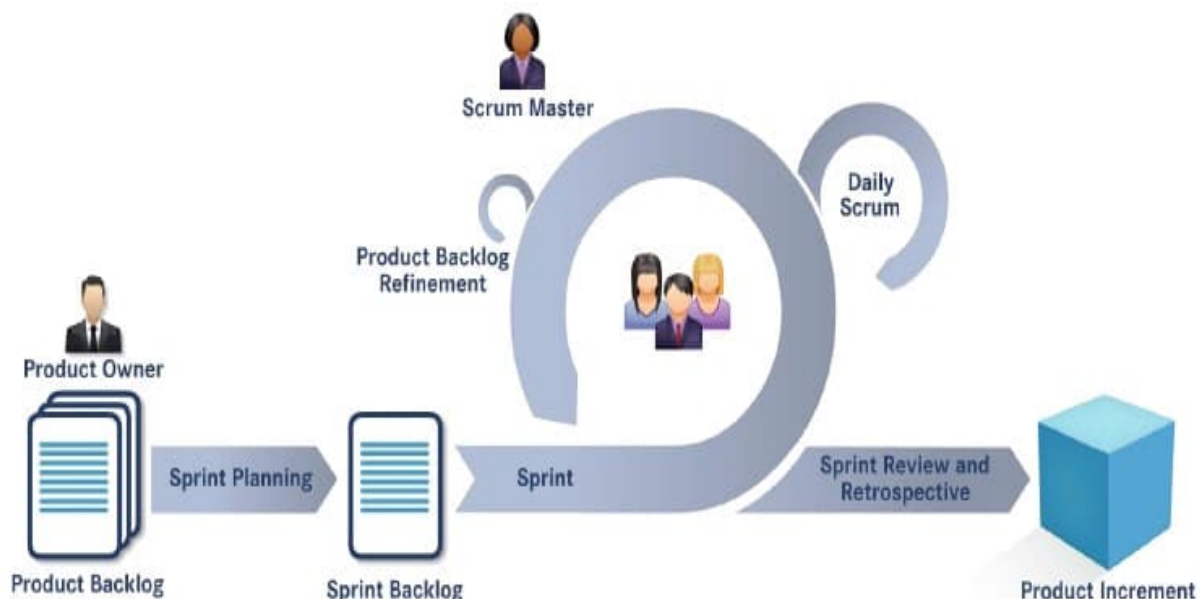 Scrum Master
Daily
Scrum
Product Backlog
Refinement
Product Owner
Sprint Planning
Sprint
Sprint Review and
Retrospective
Product Backlog
Sprint Backlog
Product Increment